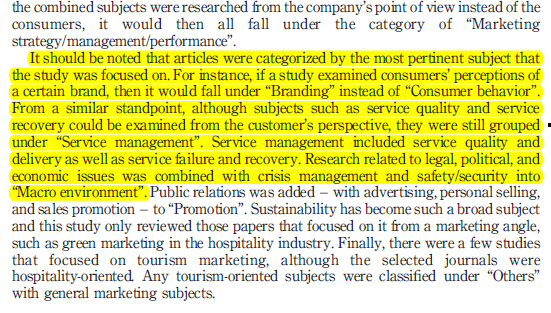 the combined subjects were researched from the company's point of view instead of the
consumers, it would then all fall under the category of “Marketing
strategy/management/performance”.
It should be noted that articles were categorized by the most pertinent subject that
the study was focused on. For instance, if a study examined consumers' perceptions of
a certain brand, then it would fall under “Branding” instead of “Consumer behavior”.
From a similar standpoint, although subjects such as service quality and service
recovery could be examined from the customer's perspective, they were still grouped
under “Service management”. Service management included service quality and
delivery as well as service failure and recovery. Research related to legal, political, and
economic issues was combined with crisis management and safety/security into
“Macro environment”. Public relations was added – with advertising, personal selling,
and sales promotion – to “Promotion”. Sustainability has become such a broad subject
and this study only reviewed those papers that focused on it from a marketing angle,
such as green marketing in the hospitality industry. Finally, there were a few studies
that focused on tourism marketing, although the selected journals were
hospitality-oriented. Any tourism-oriented subjects were classified under “Others”
with general marketing subjects.